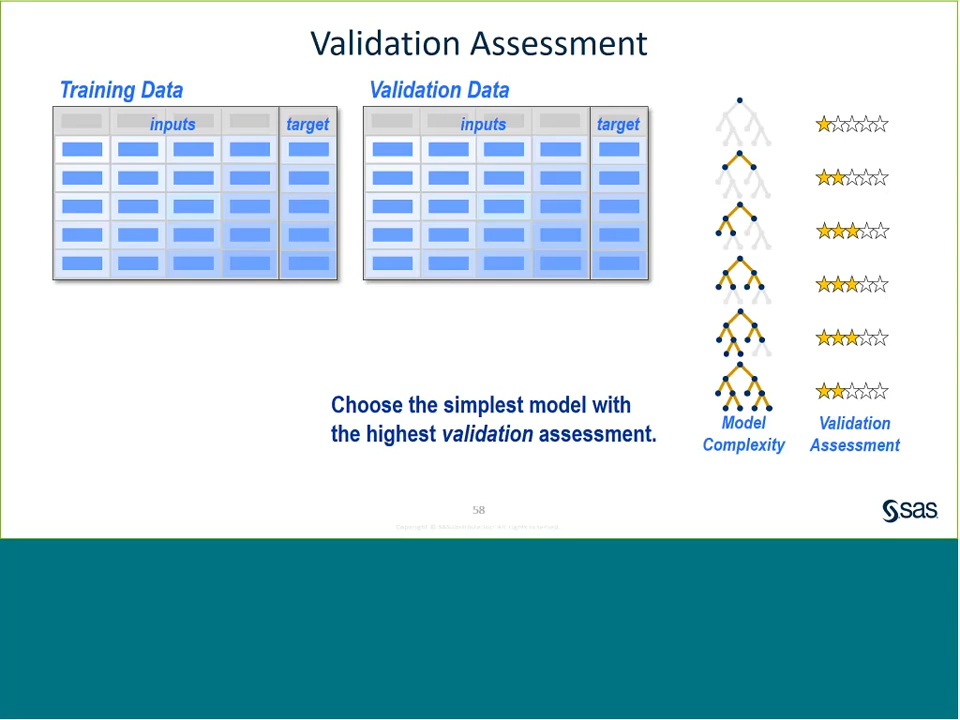 Validation Assessment
Training Data
Validation Data
inputs target
inputs target
Choose the simplest model with
the highest validation assessment.
Model
Complexity
Validation
Assessment
58
sas